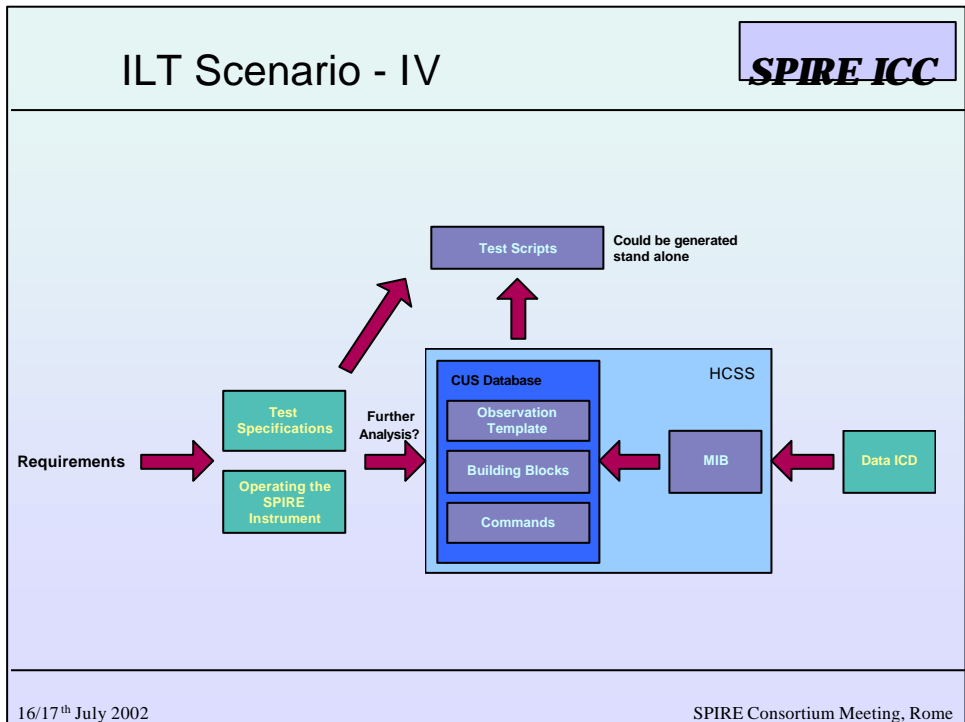 ILT Scenario - IV
SPIRE ICC
Test Scripts
Could be generated
stand alone
HCSS
CUS Database
Observation
Template
Building Blocks
Commands
Test
Specifications
Further
Analysis?
Requirements
Operating the
SPIRE
Instrument
MIB
Data ICD
16/17th July 2002
SPIRE Consortium Meeting, Rome